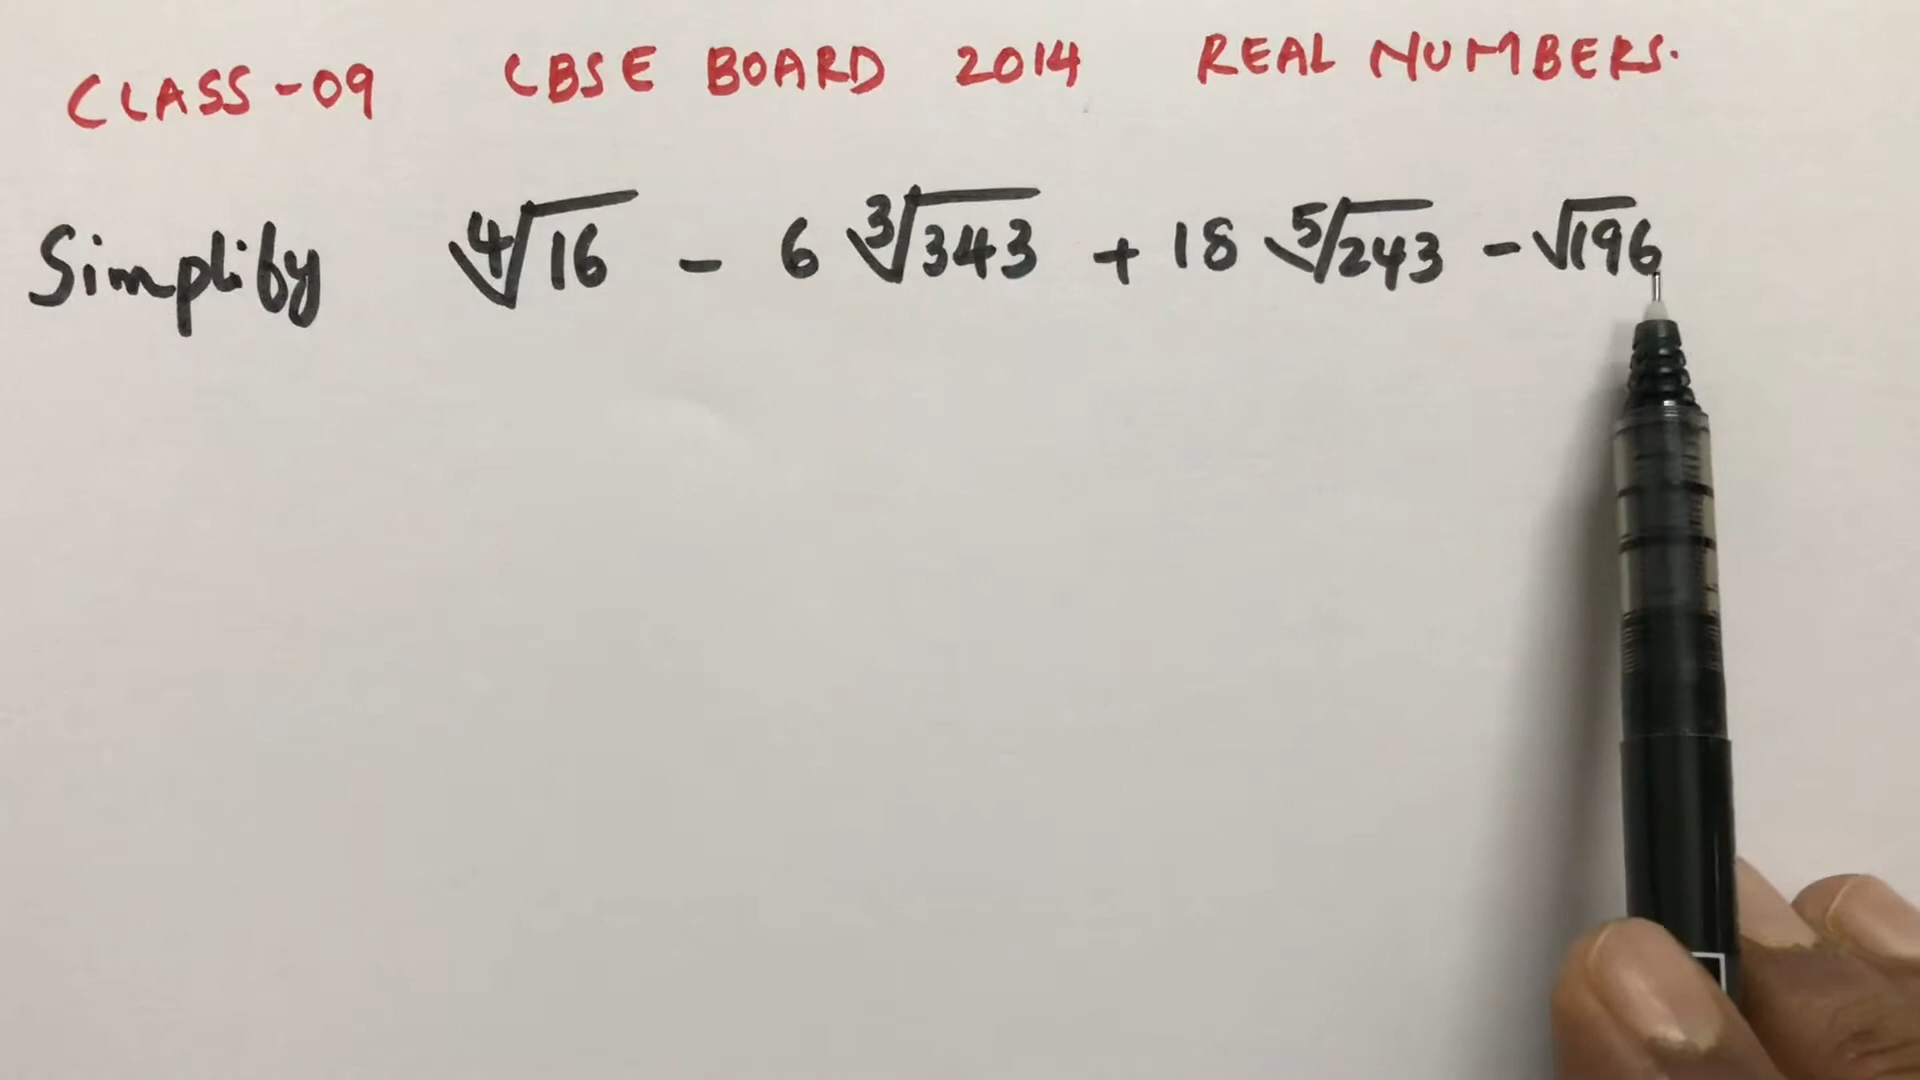 CLASS-09 CBSE BOARD 2014 REAL NUMBERS.
Simplify ∜16 - 6 ∛343 + 18 ⁵√243 - √196